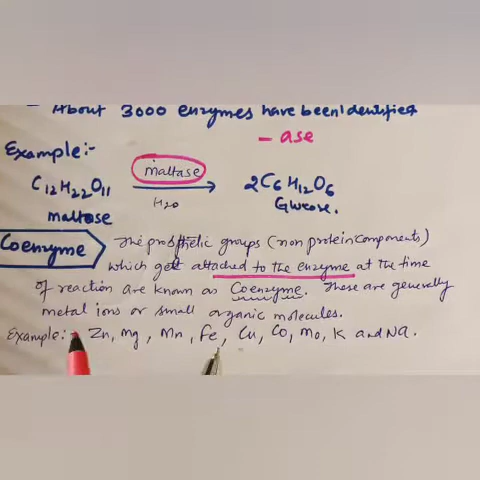 - About 3000 enzymes have been identified
- ase
Example:-
C12H22O11 maltase H2O 2C6H12O6
maltose Glucose.
Coenzyme The prosthetic groups (non protein components)
which get attached to the enzyme at the time
of reaction are known as Coenzyme. These are generally
metal ions or small organic molecules.
Example:- Zn, Mg, Mn, Fe, Cu, Co, Mo, K and Na.